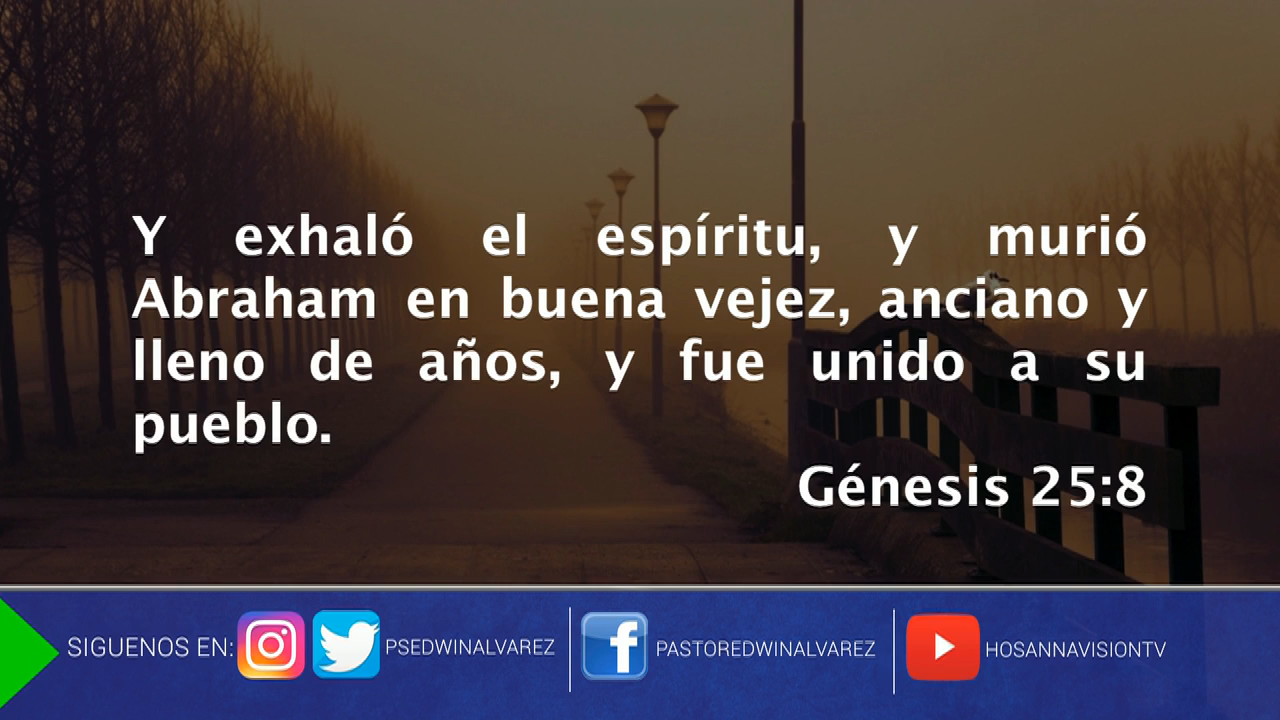 Y exhaló el espíritu, y murió
Abraham en buena vejez, anciano y
lleno de años, y fue unido a su
pueblo.
Génesis 25:8
SIGUENOS EN: PSEDWINALVAREZ PASTOREDWINALVAREZ HOSANNAVISIONTV